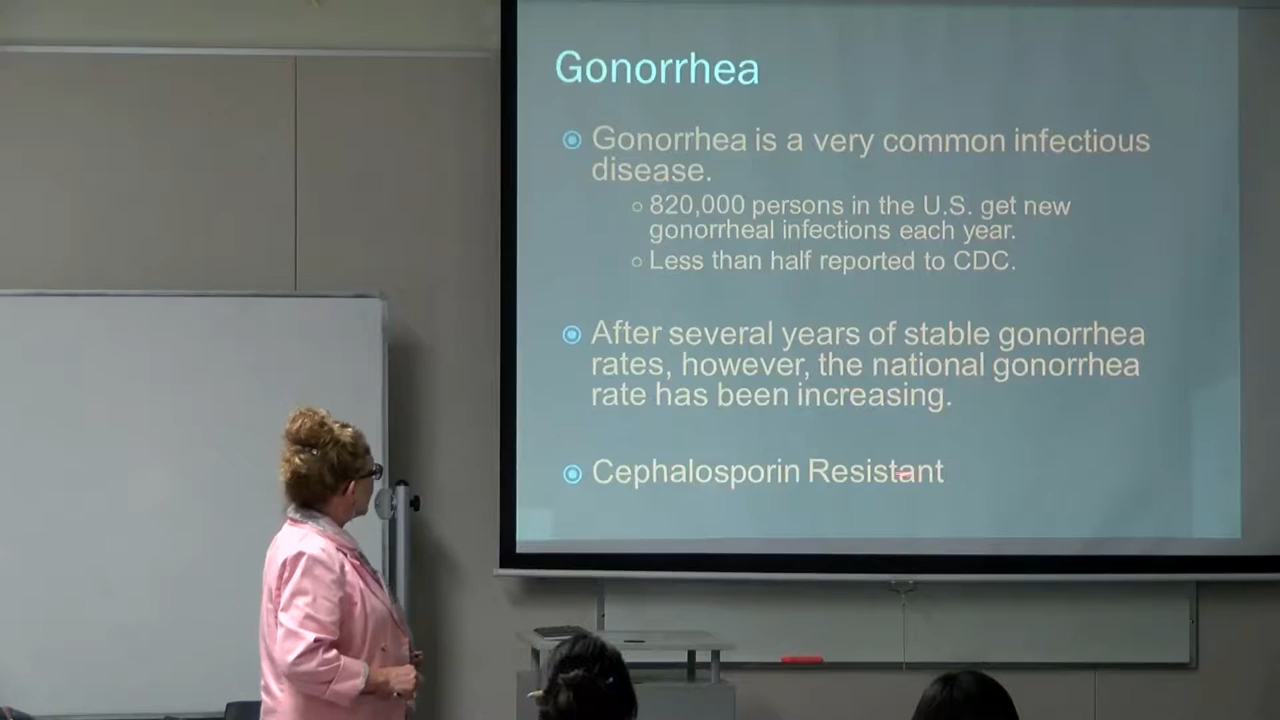 Gonorrhea
Gonorrhea is a very common infectious
disease.
820,000 persons in the U.S. get new
gonorrheal infections each year.
Less than half reported to CDC.
After several years of stable gonorrhea
rates, however, the national gonorrhea
rate has been increasing.
Cephalosporin Resistant